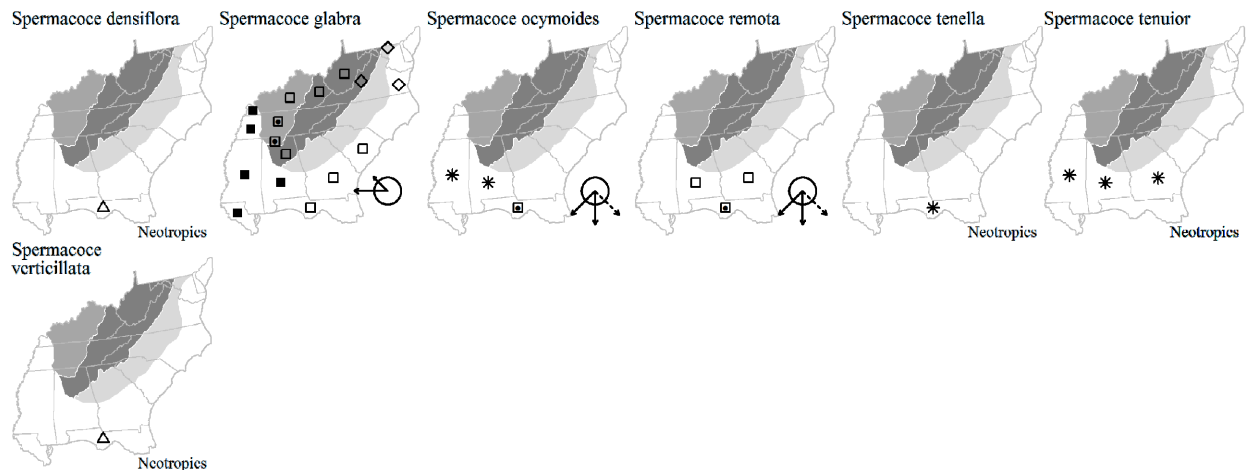 Spermacoce densiflora
Spermacoce glabra
Spermacoce ocymoides
Spermacoce remota
Spermacoce tenella
Spermacoce tenuior
Neotropics
Neotropics
Neotropics
Spermacoce
verticillata
Neotropics